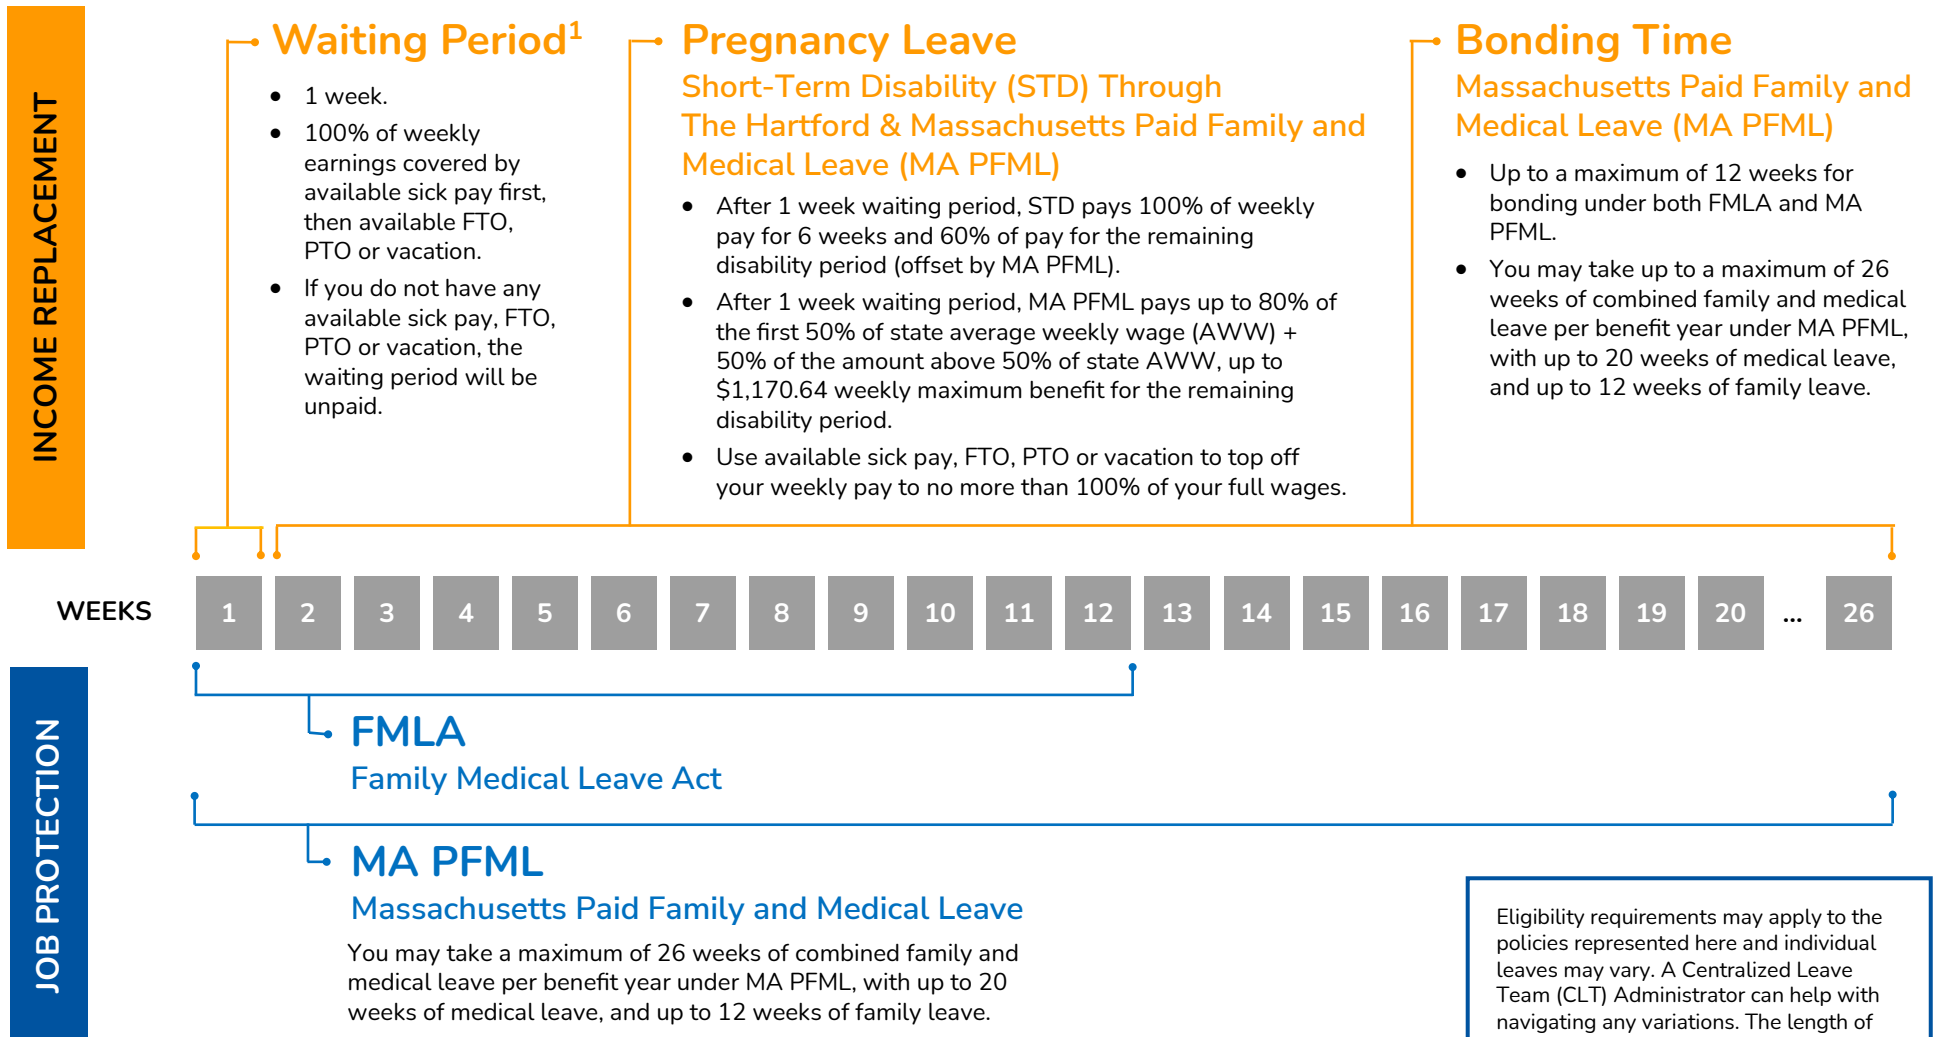 INCOME REPLACEMENT
Waiting Period¹
• 1 week.
• 100% of weekly
earnings covered by
available sick pay first,
then available FTO,
PTO or vacation.
• If you do not have any
available sick pay, FTO,
PTO or vacation, the
waiting period will be
unpaid.
Pregnancy Leave
Short-Term Disability (STD) Through
The Hartford & Massachusetts Paid Family and
Medical Leave (MA PFML)
• After 1 week waiting period, STD pays 100% of weekly
pay for 6 weeks and 60% of pay for the remaining
disability period (offset by MA PFML).
• After 1 week waiting period, MA PFML pays up to 80% of
the first 50% of state average weekly wage (AWW) +
50% of the amount above 50% of state AWW, up to
$1,170.64 weekly maximum benefit for the remaining
disability period.
• Use available sick pay, FTO, PTO or vacation to top off
your weekly pay to no more than 100% of your full wages.
Bonding Time
Massachusetts Paid Family and
Medical Leave (MA PFML)
• Up to a maximum of 12 weeks for
bonding under both FMLA and MA
PFML.
• You may take up to a maximum of 26
weeks of combined family and medical
leave per benefit year under MA PFML,
with up to 20 weeks of medical leave,
and up to 12 weeks of family leave.
WEEKS 1 2 3 4 5 6 7 8 9 10 11 12 13 14 15 16 17 18 19 20 ... 26
JOB PROTECTION
FMLA
Family Medical Leave Act
MA PFML
Massachusetts Paid Family and Medical Leave
You may take a maximum of 26 weeks of combined family and
medical leave per benefit year under MA PFML, with up to 20
weeks of medical leave, and up to 12 weeks of family leave.
Eligibility requirements may apply to the
policies represented here and individual
leaves may vary. A Centralized Leave
Team (CLT) Administrator can help with
navigating any variations. The length of